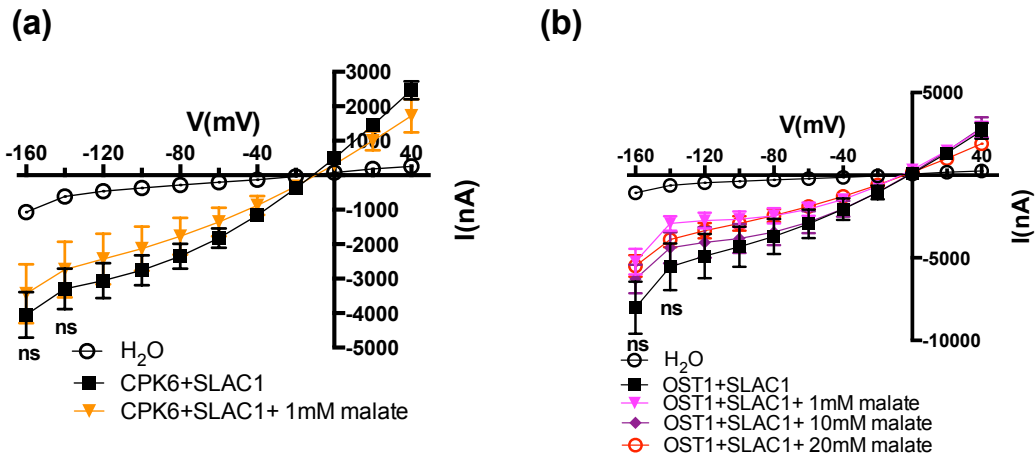 (a)
V(mV)
-160
-120
-80
-40
40
3000
2000
1000
-1000
-2000
-3000
-4000
-5000
I(nA)
ns
ns
H2O
CPK6+SLAC1
CPK6+SLAC1+ 1mM malate
(b)
V(mV)
-160
-120
-80
-40
40
5000
-5000
-10000
I(nA)
ns
ns
H2O
OST1+SLAC1
OST1+SLAC1+ 1mM malate
OST1+SLAC1+ 10mM malate
OST1+SLAC1+ 20mM malate